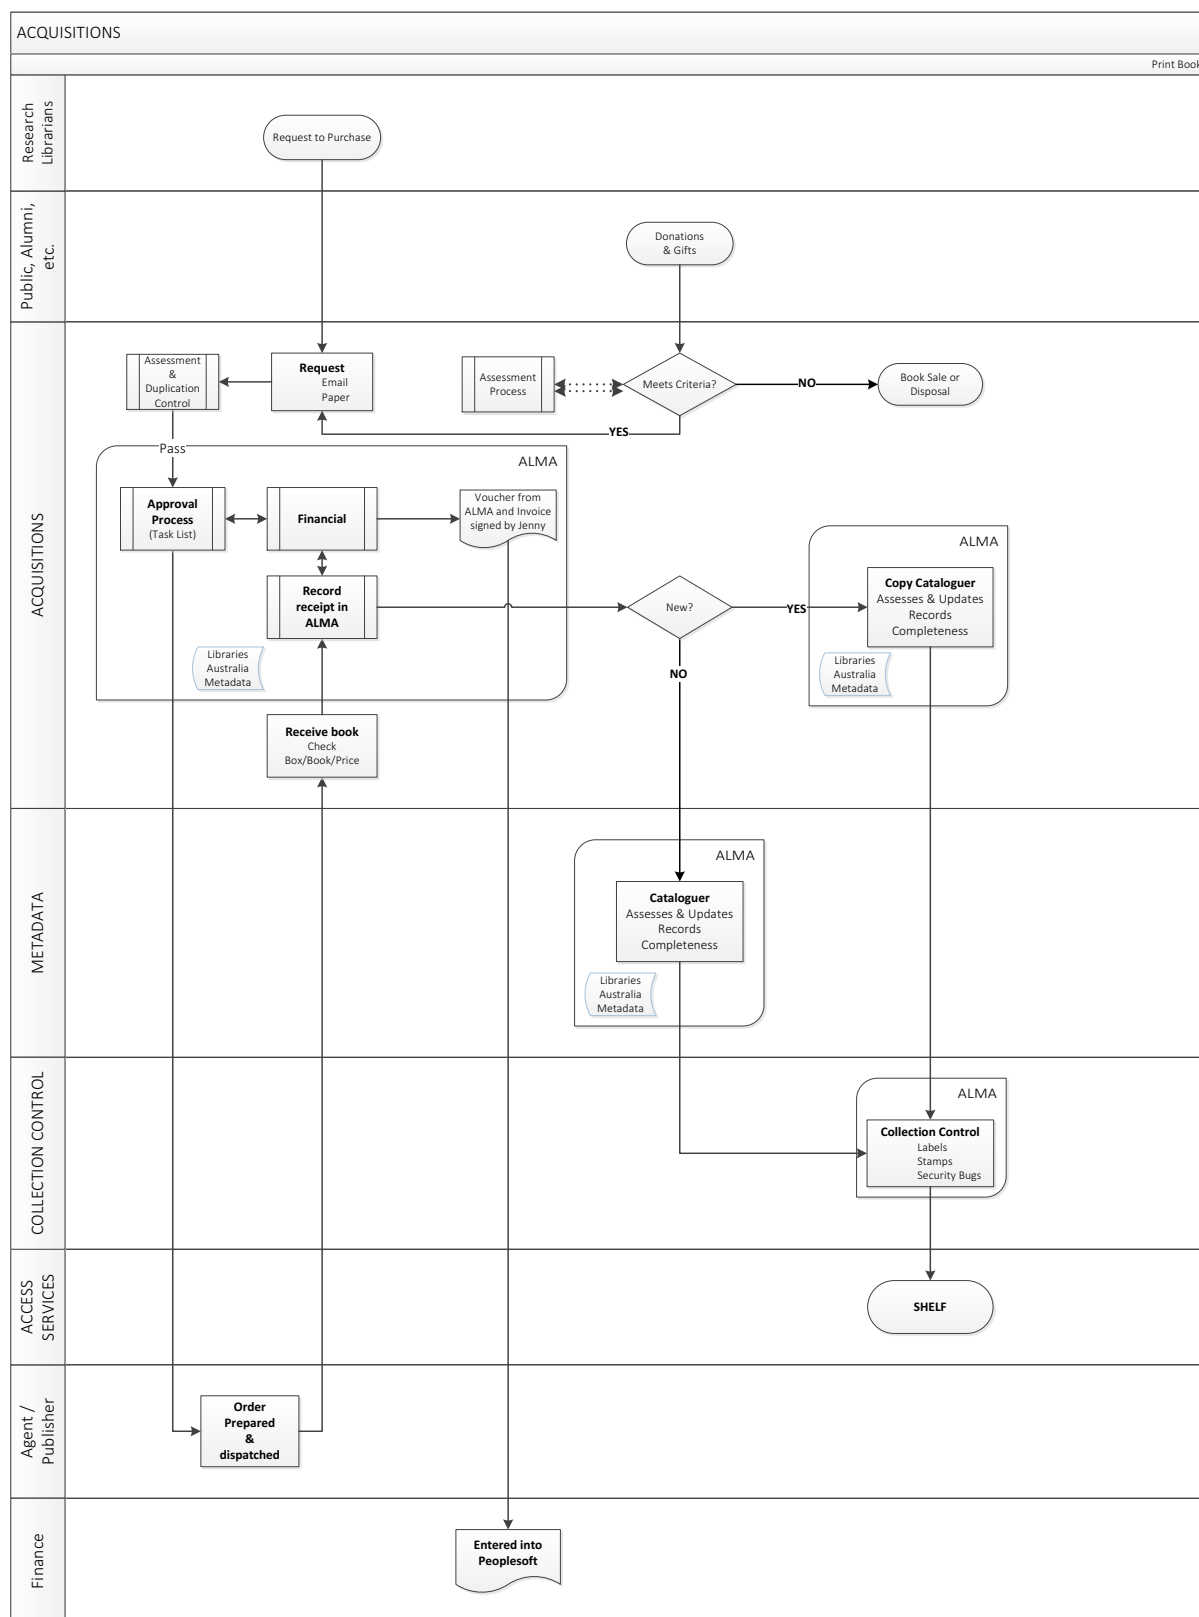 ACQUISITIONS
Print Book
Research
Librarians
Request to Purchase
Public, Alumni,
etc.
Donations
& Gifts
ACQUISITIONS
Assessment
&
Duplication
Control
Request
Email
Paper
Assessment
Process
Meets Criteria?
NO
Book Sale or
Disposal
YES
Pass
ALMA
Approval
Process
(Task List)
Financial
Voucher from
ALMA and Invoice
signed by Jenny
Record
receipt in
ALMA
Libraries
Australia
Metadata
Receive book
Check
Box/Book/Price
New?
YES
NO
ALMA
Copy Cataloguer
Assesses & Updates
Records
Completeness
Libraries
Australia
Metadata
METADATA
ALMA
Cataloguer
Assesses & Updates
Records
Completeness
Libraries
Australia
Metadata
COLLECTION CONTROL
ALMA
Collection Control
Labels
Stamps
Security Bugs
ACCESS
SERVICES
SHELF
Agent /
Publisher
Order
Prepared
&
dispatched
Finance
Entered into
Peoplesoft